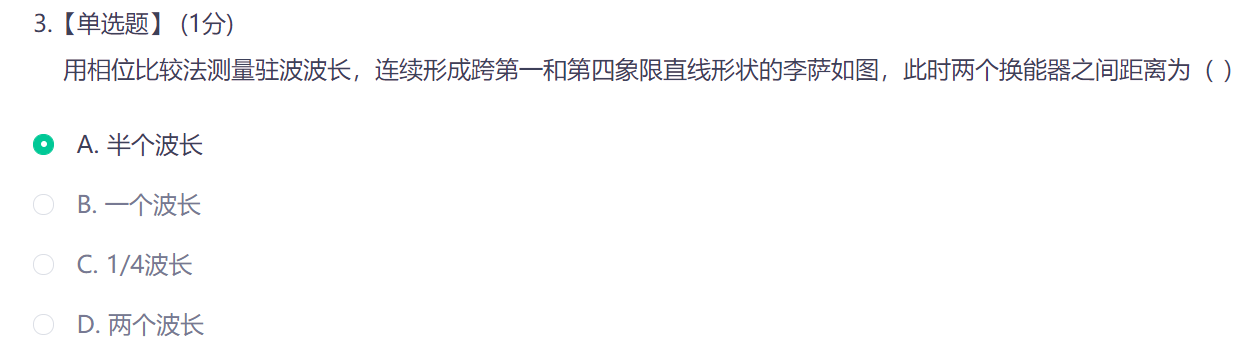 3.【单选题】 (1分)
用相位比较法测量驻波波长，连续形成跨第一和第四象限直线形状的李萨如图，此时两个换能器之间距离为（ ）
A. 半个波长
B. 一个波长
C. 1/4波长
D. 两个波长